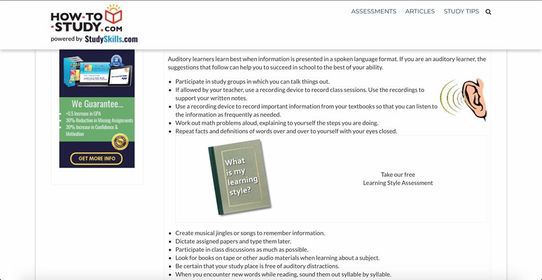 HOW-TO
-STUDY.COM
powered by StudySkills.com
ASSESSMENTS ARTICLES STUDY TIPS
We Guarantee...
+0.5 Increase in GPA
30% Reduction in Missing Assignments
30% Increase in Confidence &
Motivation
GET MORE INFO
Auditory learners learn best when information is presented in a spoken language format. If you are an auditory learner, the
suggestions that follow can help you to succeed in school to the best of your ability.
• Participate in study groups in which you can talk things out.
• If allowed by your teacher, use a recording device to record class sessions. Use the recordings to
support your written notes.
• Use a recording device to record important information from your textbooks so that you can listen to
the information as frequently as needed.
• Work out math problems aloud, explaining to yourself the steps you are doing.
• Repeat facts and definitions of words over and over to yourself with your eyes closed.
What
is my
learning
style?
Take our free
Learning Style Assessment
• Create musical jingles or songs to remember information.
• Dictate assigned papers and type them later.
• Participate in class discussions as much as possible.
• Look for books on tape or other audio materials when learning about a subject.
• Be certain that your study place is free of auditory distractions.
• When you encounter new words while reading, sound them out syllable by syllable.